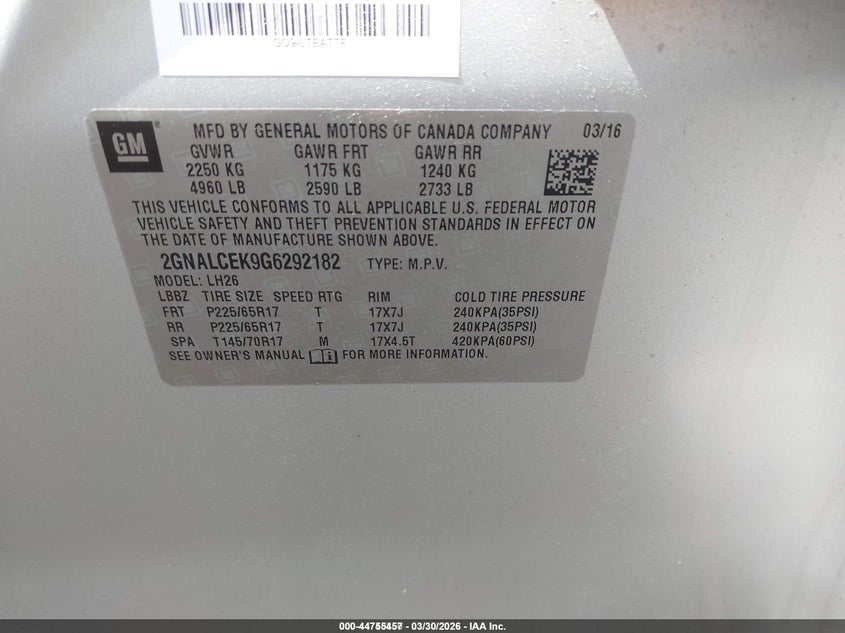 GM®
MFD BY GENERAL MOTORS OF CANADA COMPANY 03/16
GVWR GAWR FRT GAWR RR
2250 KG 1175 KG 1240 KG
4960 LB 2590 LB 2733 LB
THIS VEHICLE CONFORMS TO ALL APPLICABLE U.S. FEDERAL MOTOR
VEHICLE SAFETY AND THEFT PREVENTION STANDARDS IN EFFECT ON
THE DATE OF MANUFACTURE SHOWN ABOVE.
2GNALCEK9G6292182 TYPE: M.P.V.
MODEL: LH26
LBBZ TIRE SIZE SPEED RTG RIM COLD TIRE PRESSURE
FRT P225/65R17 T 17X7J 240KPA(35PSI)
RR P225/65R17 T 17X7J 240KPA(35PSI)
SPA T145/70R17 M 17X4.5T 420KPA(60PSI)
SEE OWNER'S MANUAL FOR MORE INFORMATION.
03/30/2026 - IAA Inc.